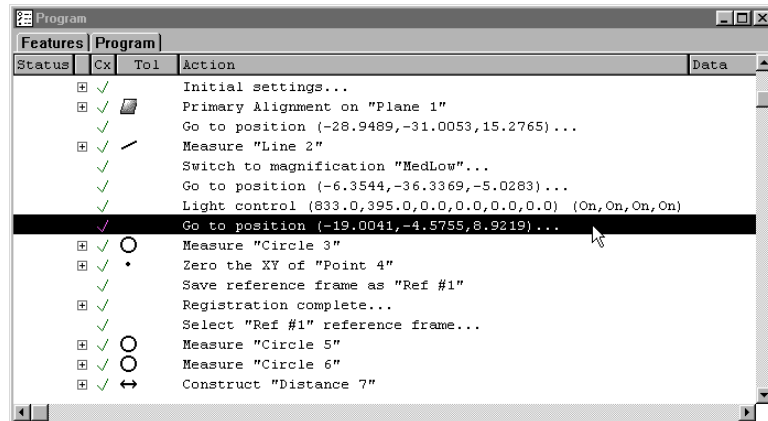 Program
Features Program
Status Cx Tol Action Data
Initial settings...
Primary Alignment on "Plane 1"
Go to position (-28.9489,-31.0053,15.2765)...
Measure "Line 2"
Switch to magnification "MedLow"...
Go to position (-6.3544,-36.3369,-5.0283)...
Light control (833.0,395.0,0.0,0.0,0.0,0.0) (On,On,On,On)
Go to position (-19.0041,-4.5755,8.9219)...
Measure "Circle 3"
Zero the XY of "Point 4"
Save reference frame as "Ref #1"
Registration complete...
Select "Ref #1" reference frame...
Measure "Circle 5"
Measure "Circle 6"
Construct "Distance 7"